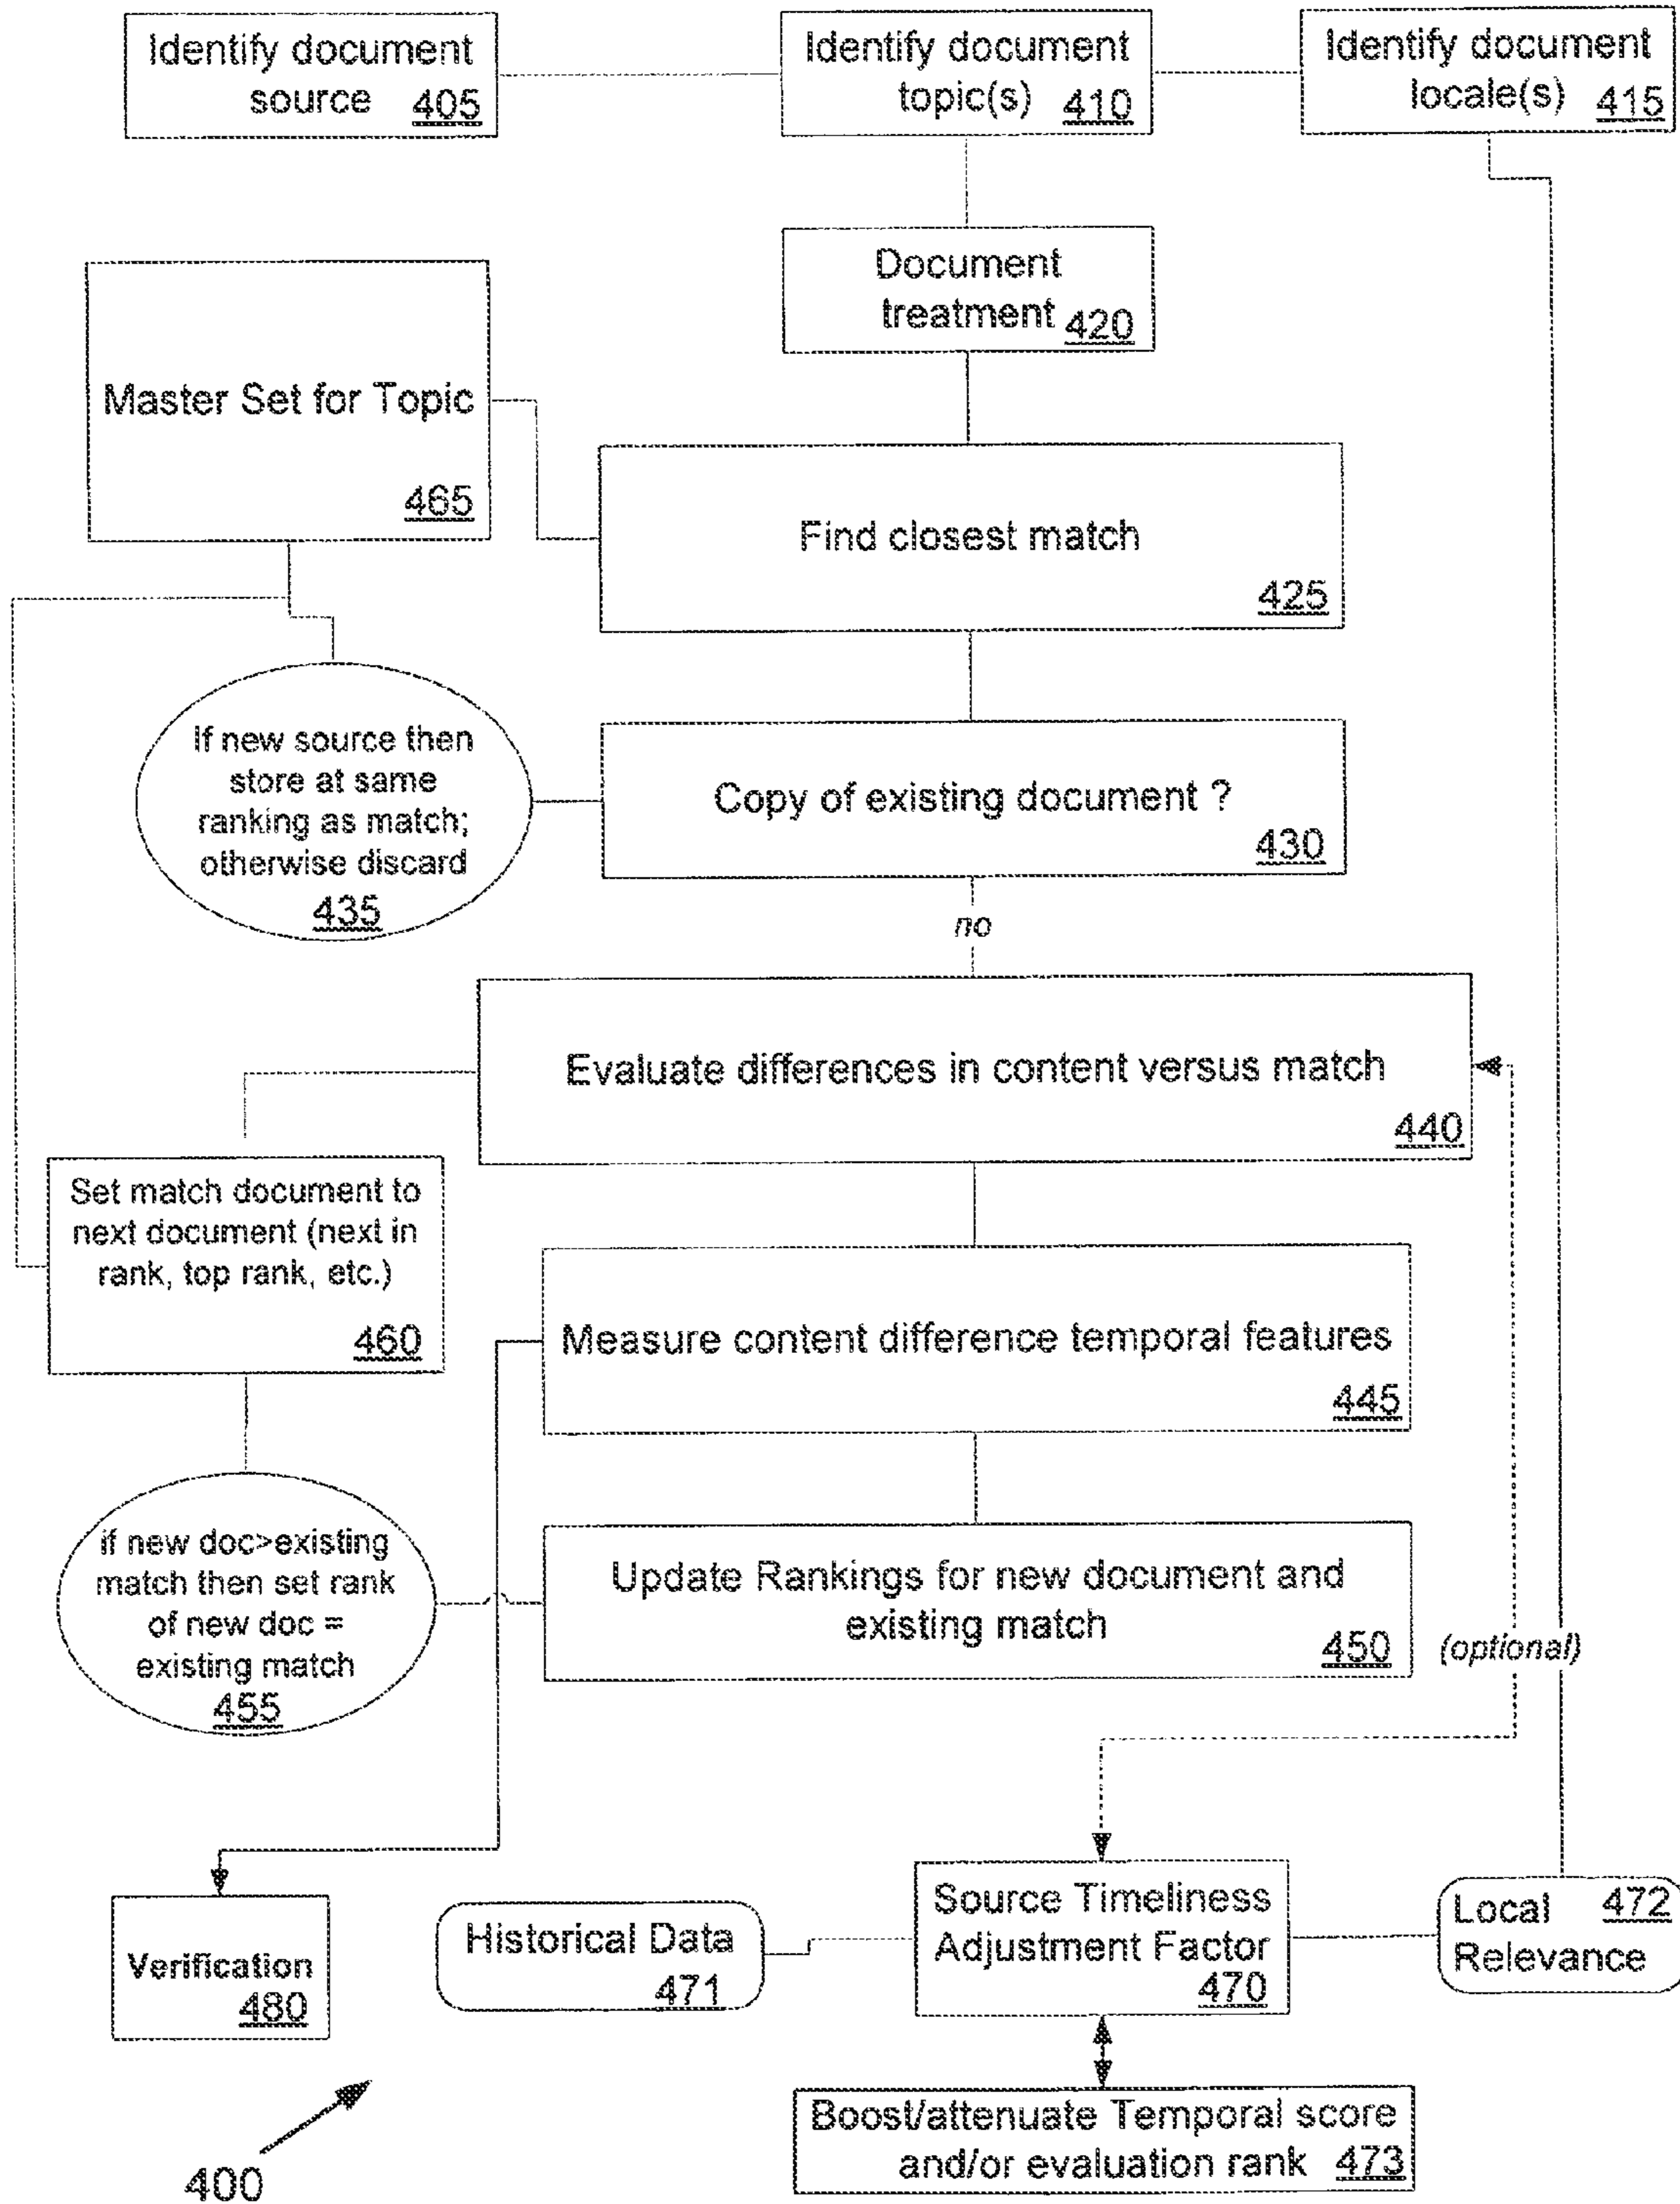 Identify document
source 405
Identify document
topic(s) 410
Identify document
locale(s) 415
Document
treatment 420
Master Set for Topic
465
Find closest match
425
If new source then
store at same
ranking as match;
otherwise discard
435
Copy of existing document ?
430
no
Evaluate differences in content versus match
440
Set match document to
next document (next in
rank, top rank, etc.)
460
Measure content difference temporal features
445
if new doc>existing
match then set rank
of new doc =
existing match
455
Update Rankings for new document and
existing match 450
(optional)
Verification
480
Historical Data
471
Source Timeliness
Adjustment Factor
470
Local 472
Relevance
Boost/attenuate Temporal score
and/or evaluation rank 473
400